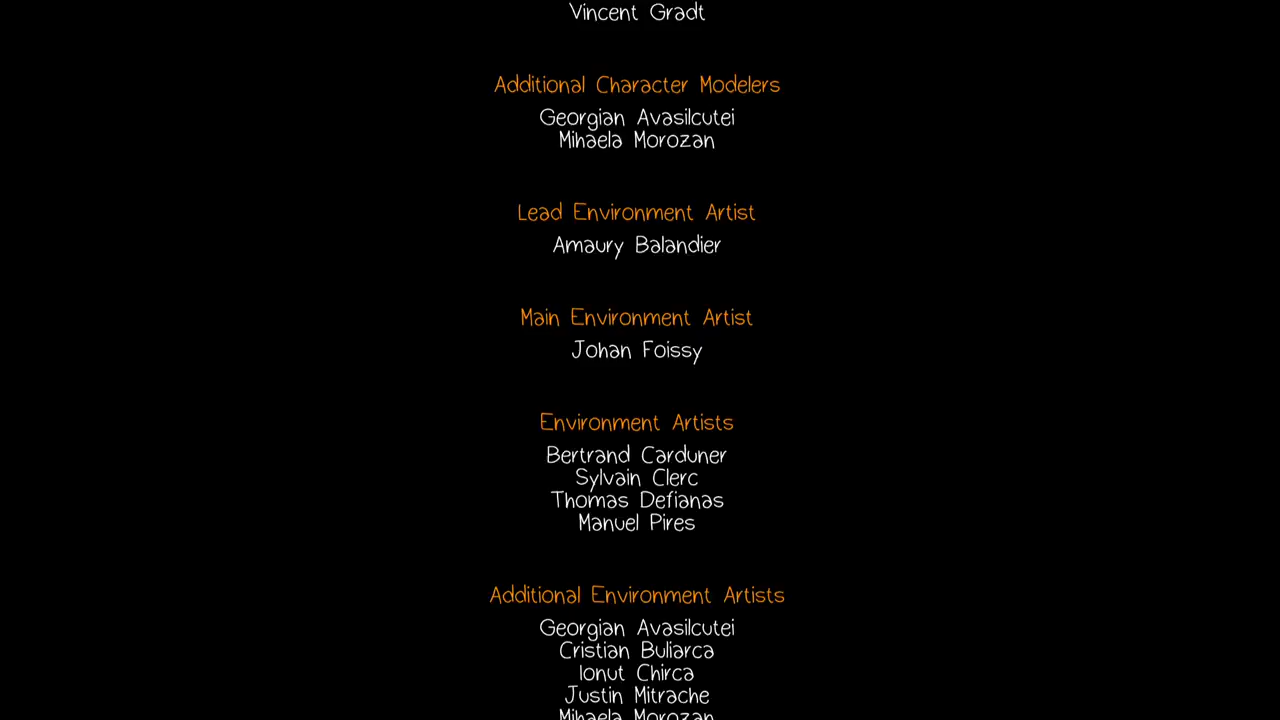 Vincent Gradt
Additional Character Modelers
Georgian Avasilcutei
Mihaela Morozan
Lead Environment Artist
Amaury Balandier
Main Environment Artist
Johan Foissy
Environment Artists
Bertrand Carduner
Sylvain Clerc
Thomas Defianas
Manuel Pires
Additional Environment Artists
Georgian Avasilcutei
Cristian Buliarca
Ionut Chirca
Justin Mitrache
Mihaela Morozan